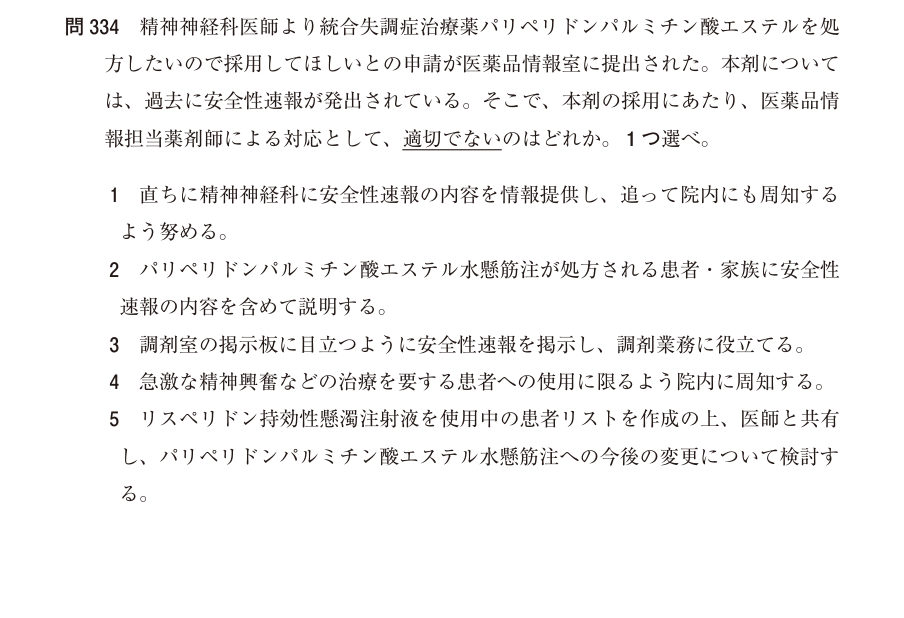 問 334 精神神経科医師より統合失調症治療薬パリペリドンパルミチン酸エステルを処
方したいので採用してほしいとの申請が医薬品情報室に提出された。本剤について
は、過去に安全性速報が発出されている。そこで、本剤の採用にあたり、医薬品情
報担当薬剤師による対応として、適切でないのはどれか。1つ選べ。
1 直ちに精神神経科に安全性速報の内容を情報提供し、追って院内にも周知する
よう努める。
2 パリペリドンパルミチン酸エステル水懸筋注が処方される患者・家族に安全性
速報の内容を含めて説明する。
3 調剤室の掲示板に目立つように安全性速報を掲示し、調剤業務に役立てる。
4 急激な精神興奮などの治療を要する患者への使用に限るよう院内に周知する。
5 リスペリドン持効性懸濁注射液を使用中の患者リストを作成の上、医師と共有
し、パリペリドンパルミチン酸エステル水懸筋注への今後の変更について検討す
る。